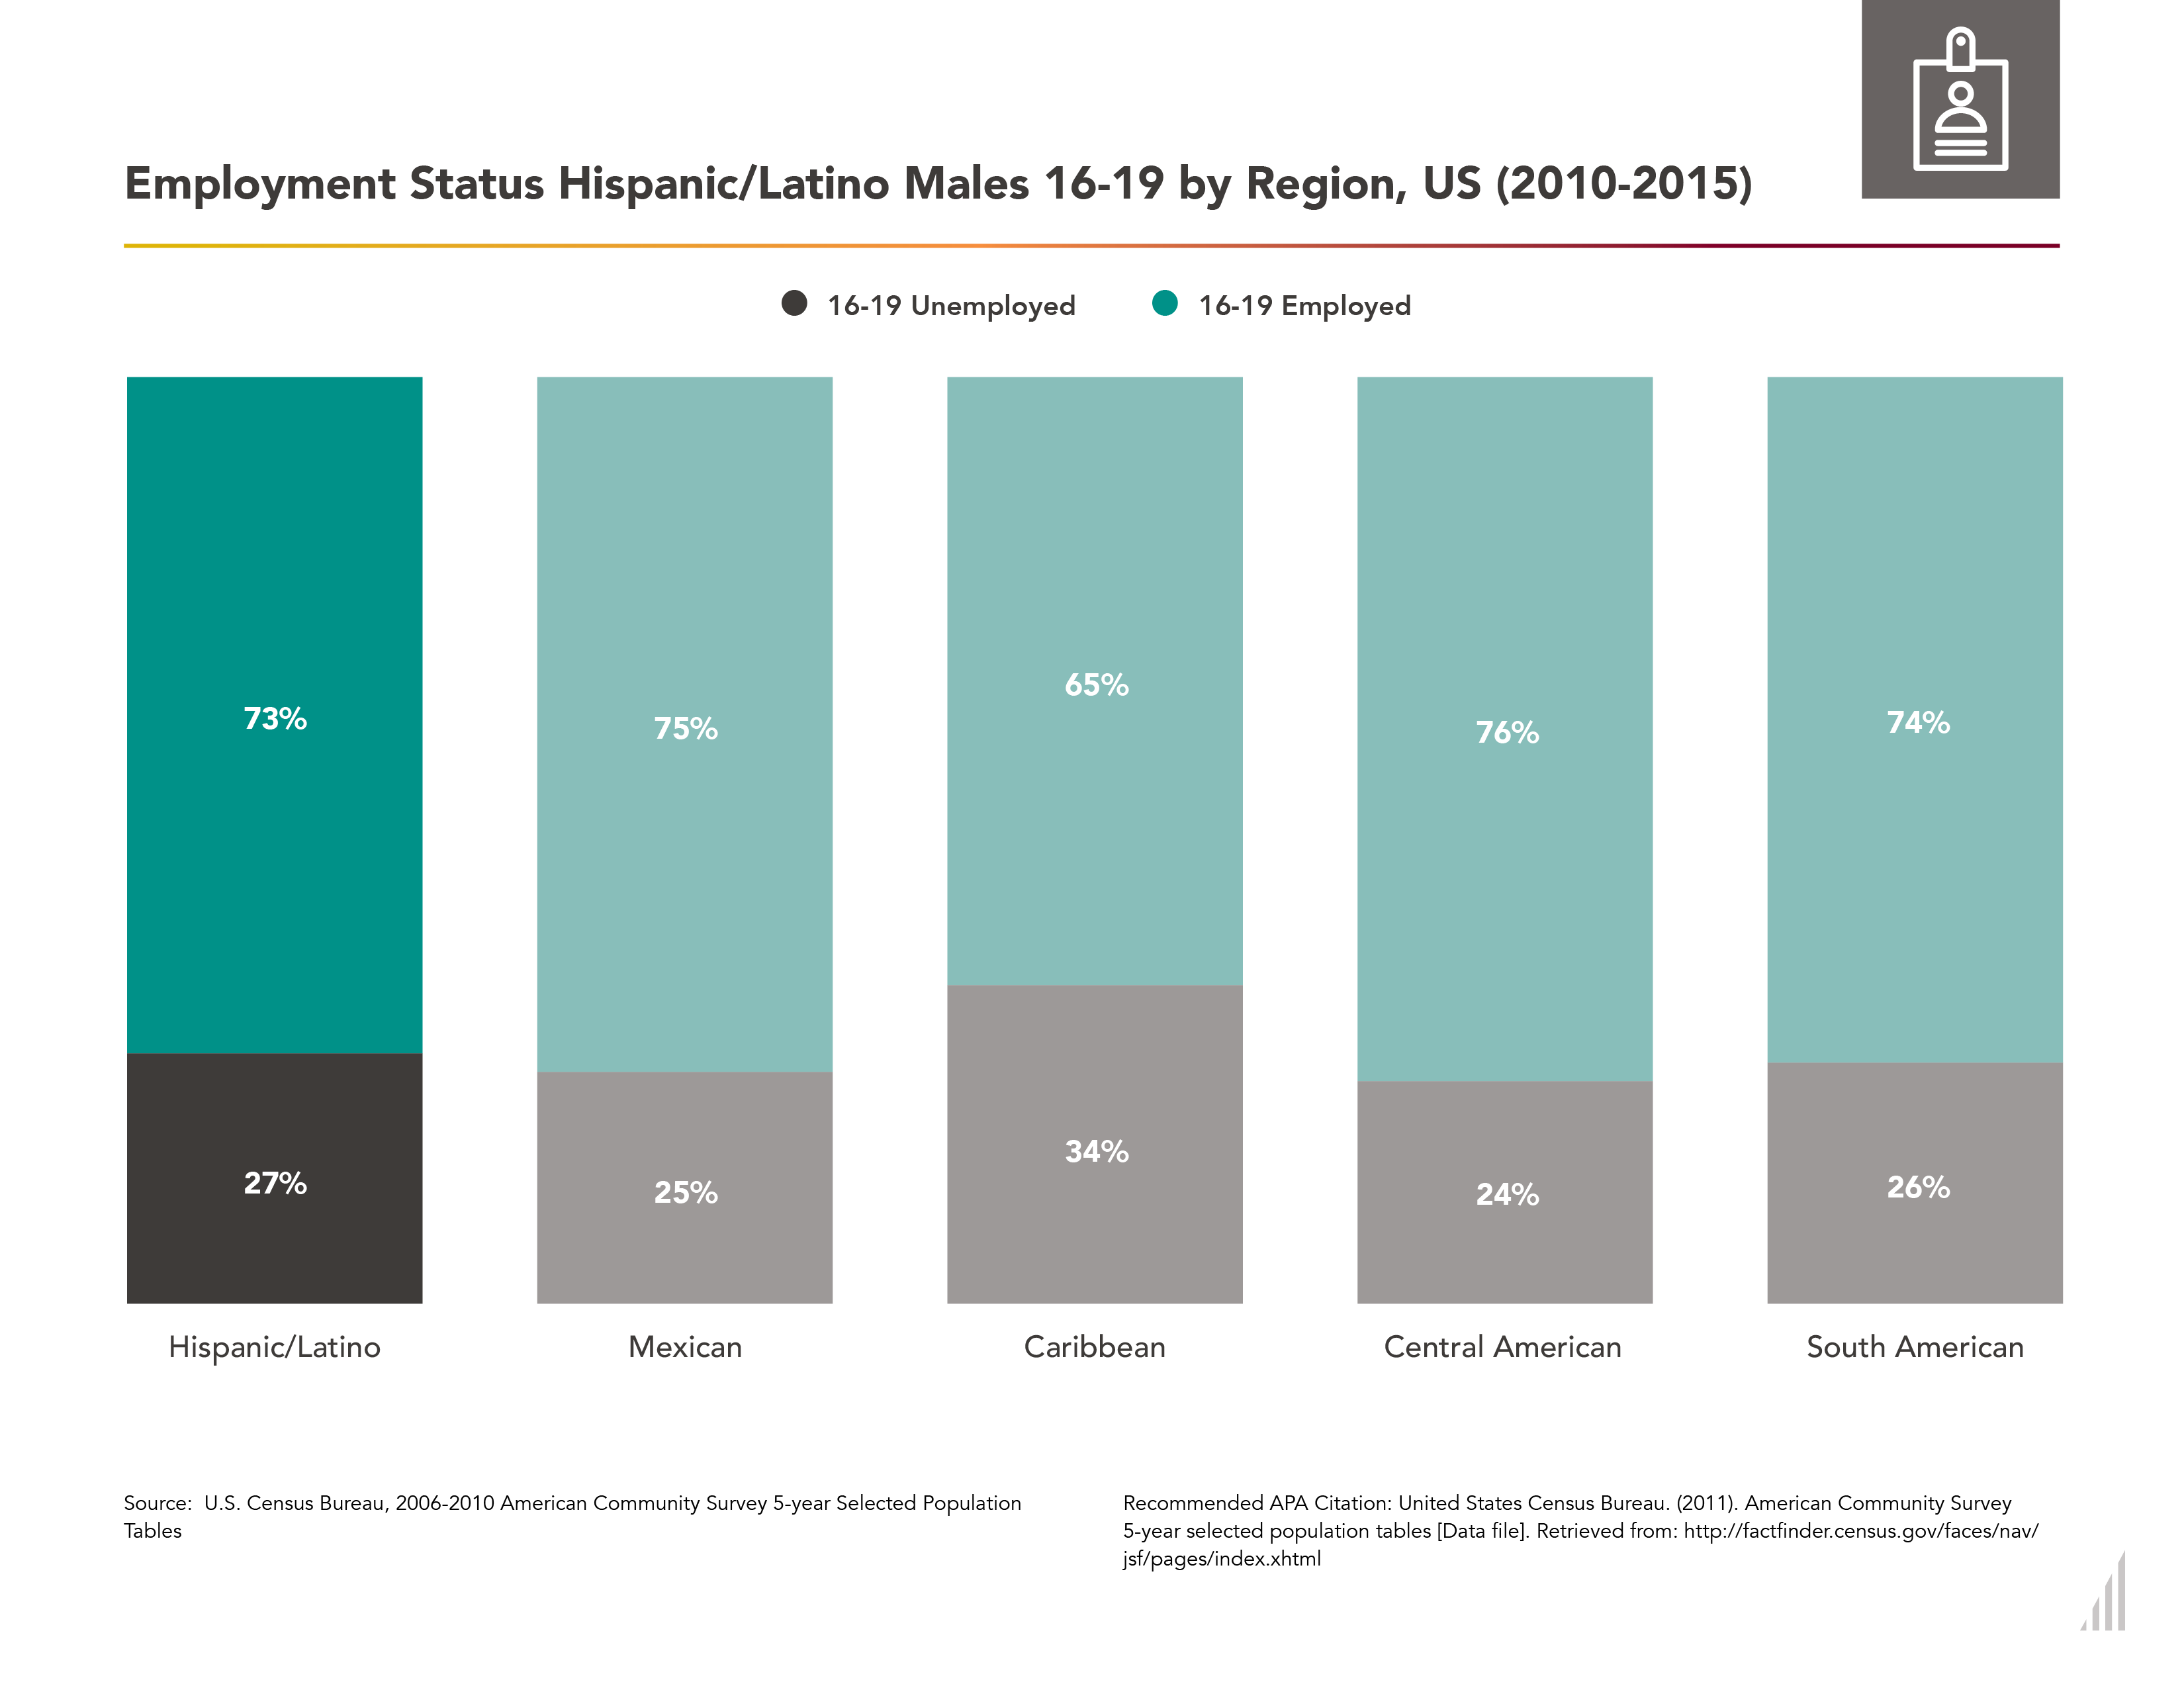 Employment Status Hispanic/Latino Males 16-19 by Region, US (2010-2015)
16-19 Unemployed 16-19 Employed
73% 75% 65% 76% 74%
27% 25% 34% 24% 26%
Hispanic/Latino Mexican Caribbean Central American South American
Source:  U.S. Census Bureau, 2006-2010 American Community Survey 5-year Selected Population
Tables
Recommended APA Citation: United States Census Bureau. (2011). American Community Survey
5-year selected population tables [Data file]. Retrieved from: http://factfinder.census.gov/faces/nav/
jsf/pages/index.xhtml